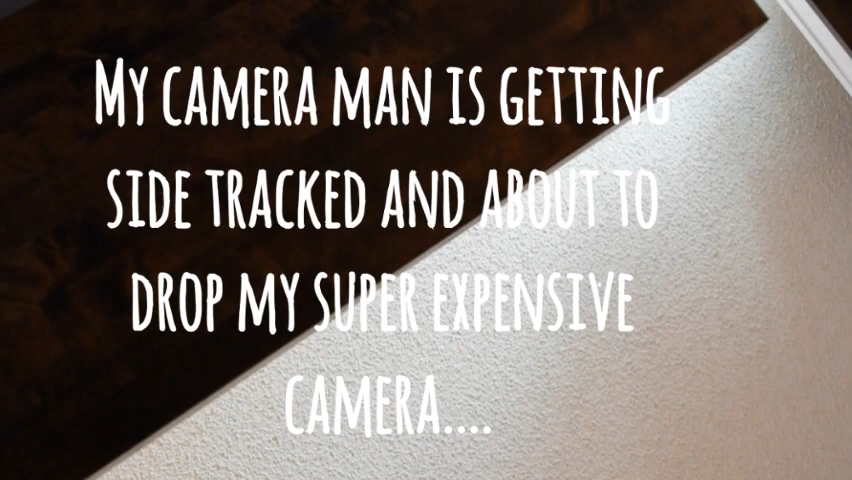 My camera man is getting
side tracked and about to
drop my super expensive
camera....